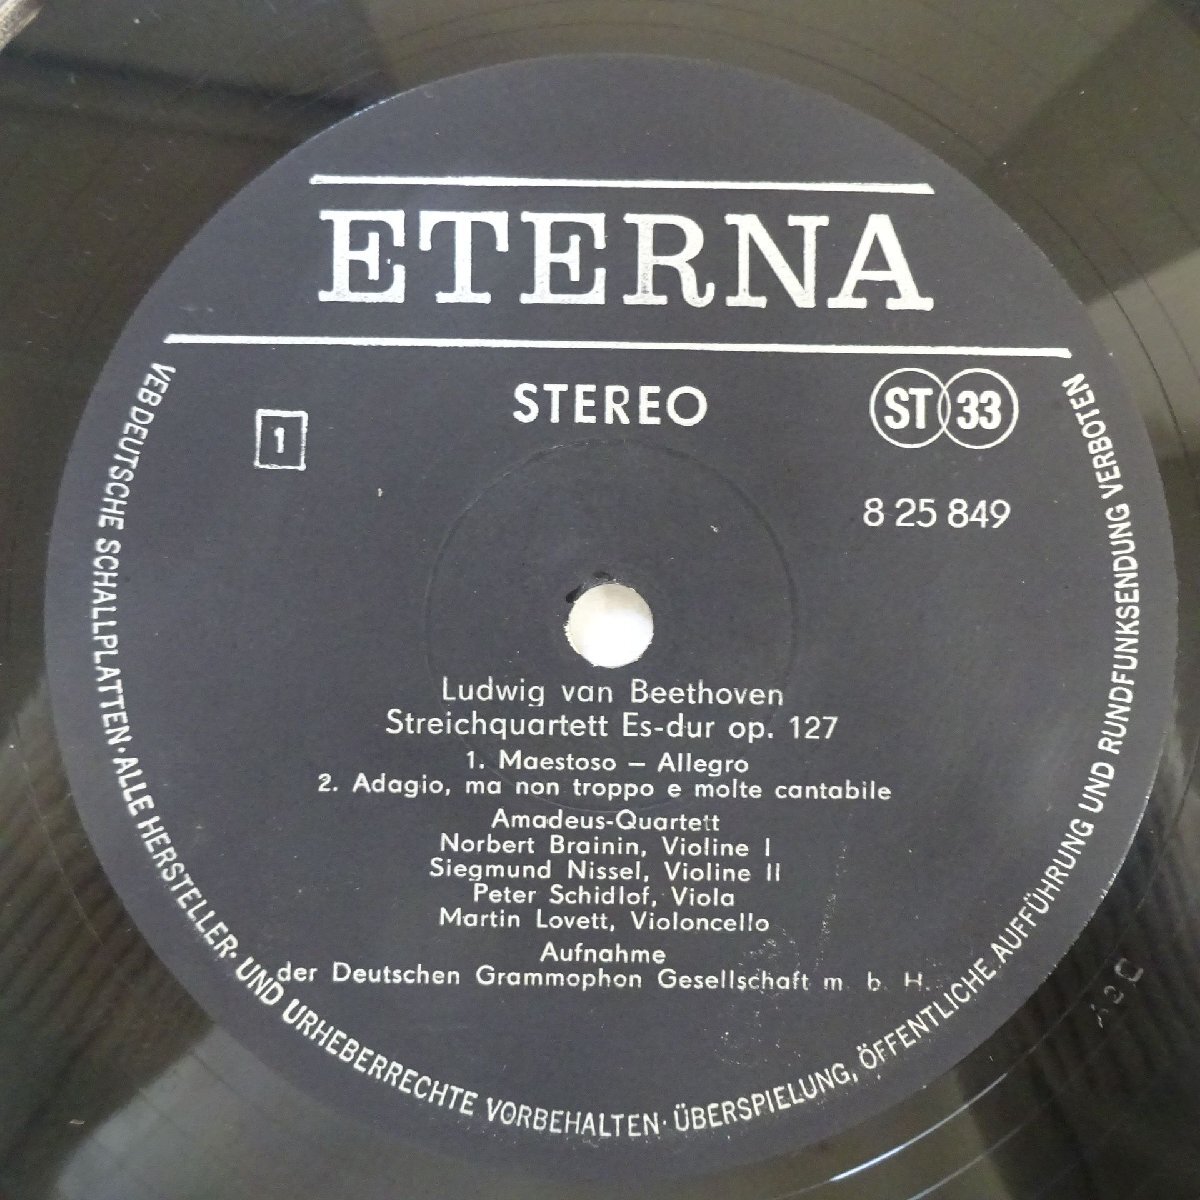 ETERNA
STEREO
1
ST 33
8 25 849
Ludwig van Beethoven
Streichquartett Es-dur op. 127
1. Maestoso – Allegro
2. Adagio, ma non troppo e molte cantabile
Amadeus-Quartett
Norbert Brainin, Violine I
Siegmund Nissel, Violine II
Peter Schidlof, Viola
Martin Lovett, Violoncello
Aufnahme
der Deutschen Grammophon Gesellschaft m. b. H.
VEB DEUTSCHE SCHALLPLATTEN · ALLE HERSTELLER- UND URHEBERRECHTE VORBEHALTEN · ÜBERSPIELUNG, ÖFFENTLICHE AUFFÜHRUNG UND RUNDFUNKSENDUNG VERBOTEN